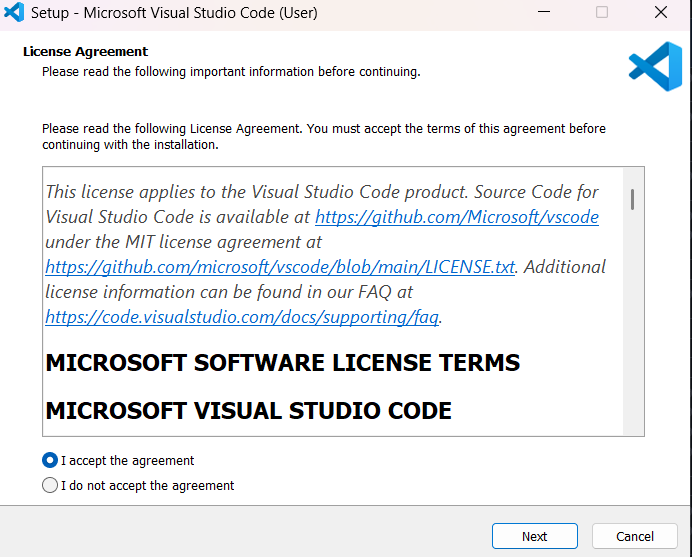 Setup - Microsoft Visual Studio Code (User)
License Agreement
Please read the following important information before continuing.
Please read the following License Agreement. You must accept the terms of this agreement before
continuing with the installation.
This license applies to the Visual Studio Code product. Source Code for
Visual Studio Code is available at https://github.com/Microsoft/vscode
under the MIT license agreement at
https://github.com/microsoft/vscode/blob/main/LICENSE.txt. Additional
license information can be found in our FAQ at
https://code.visualstudio.com/docs/supporting/faq.
MICROSOFT SOFTWARE LICENSE TERMS
MICROSOFT VISUAL STUDIO CODE
I accept the agreement
I do not accept the agreement
Next Cancel